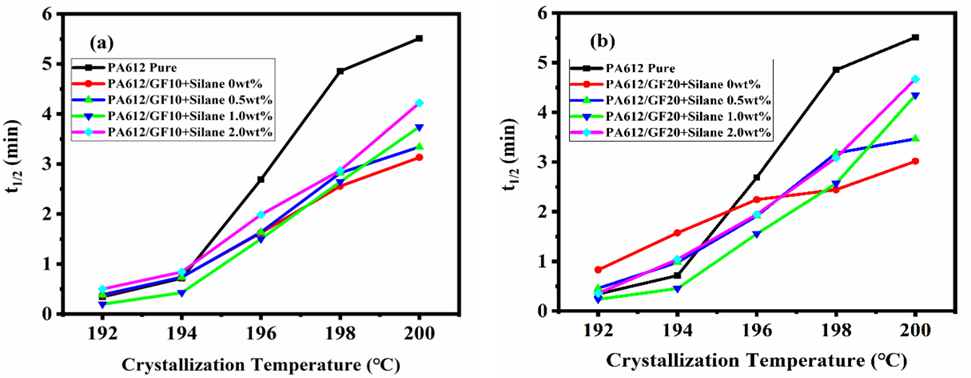 (a)
PA612 Pure
PA612/GF10+Silane 0wt%
PA612/GF10+Silane 0.5wt%
PA612/GF10+Silane 1.0wt%
PA612/GF10+Silane 2.0wt%
6
5
4
3
2
1
0
t1/2 (min)
192 194 196 198 200
Crystallization Temperature (°C)
(b)
PA612 Pure
PA612/GF20+Silane 0wt%
PA612/GF20+Silane 0.5wt%
PA612/GF20+Silane 1.0wt%
PA612/GF20+Silane 2.0wt%
6
5
4
3
2
1
0
t1/2 (min)
192 194 196 198 200
Crystallization Temperature (°C)